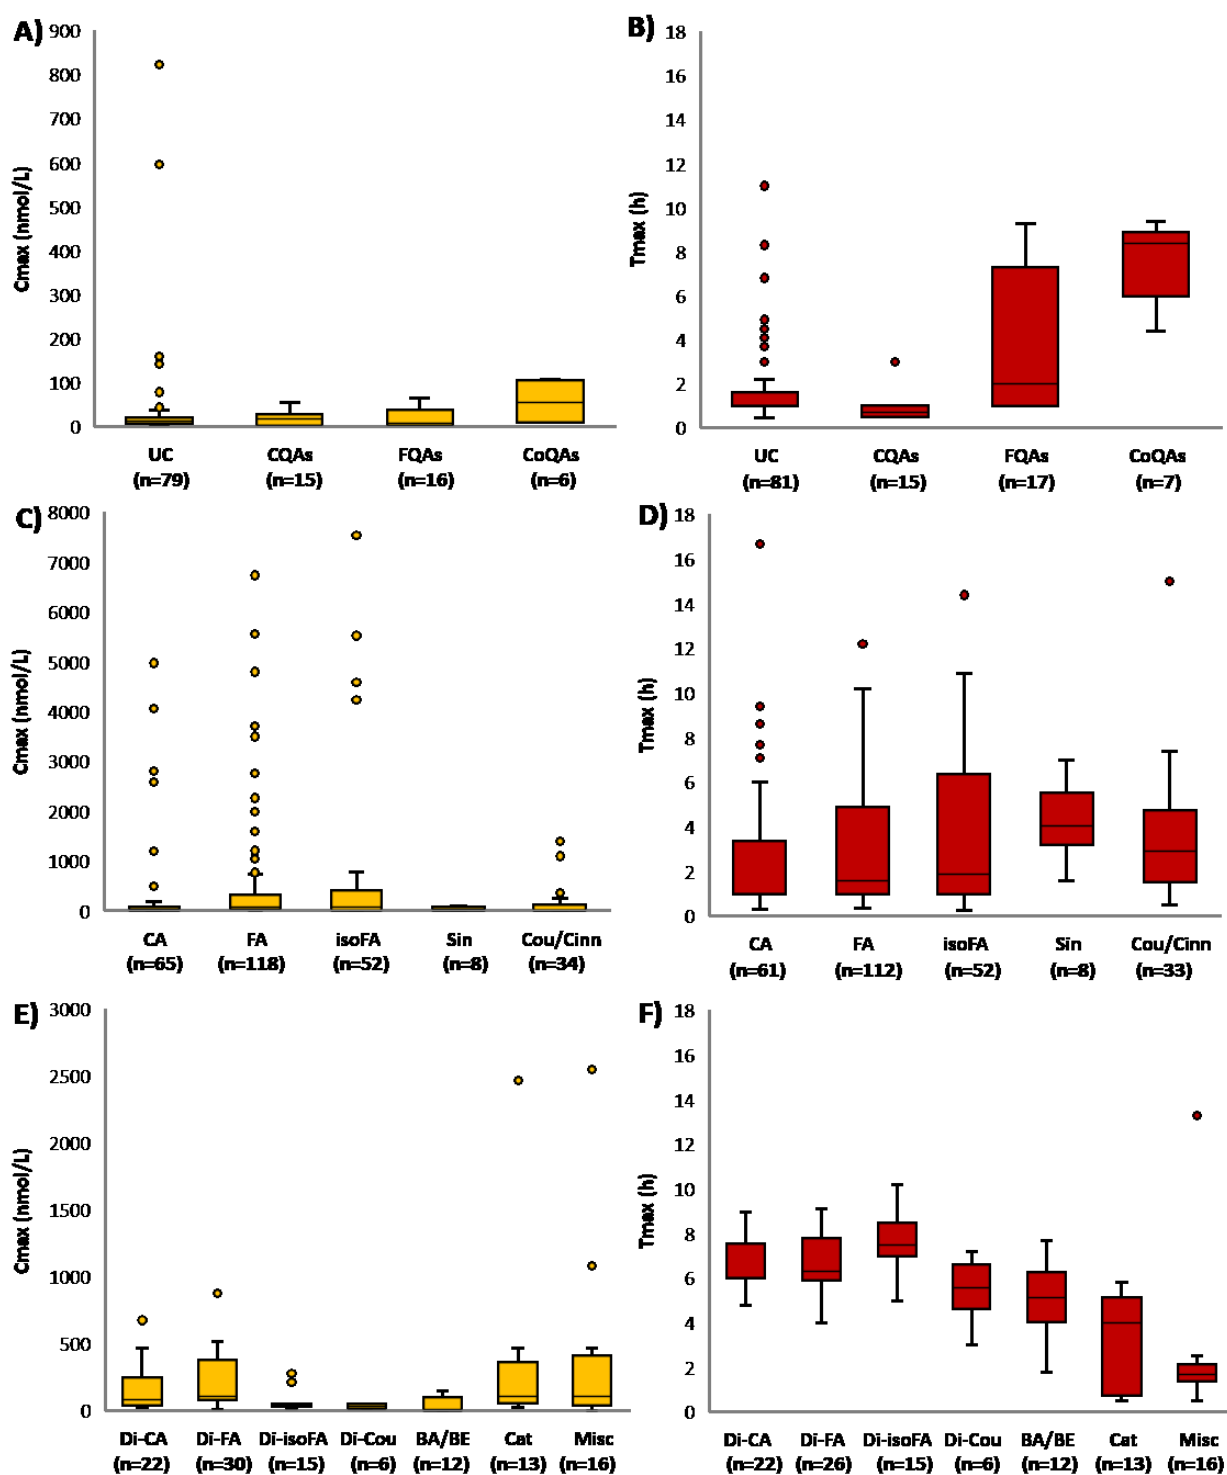 A)
900
800
700
600
500
400
300
200
100
0
Cmax (nmol/L)
UC CQAs FQAs CoQAs
(n=79) (n=15) (n=16) (n=6)
B)
18
16
14
12
10
8
6
4
2
0
Tmax (h)
UC CQAs FQAs CoQAs
(n=81) (n=15) (n=17) (n=7)
C)
8000
7000
6000
5000
4000
3000
2000
1000
0
Cmax (nmol/L)
CA FA isoFA Sin Cou/Cinn
(n=65) (n=118) (n=52) (n=8) (n=34)
D)
18
16
14
12
10
8
6
4
2
0
Tmax (h)
CA FA isoFA Sin Cou/Cinn
(n=61) (n=112) (n=52) (n=8) (n=33)
E)
3000
2500
2000
1500
1000
500
0
Cmax (nmol/L)
Di-CA Di-FA Di-isoFA Di-Cou BA/BE Cat Misc
(n=22) (n=30) (n=15) (n=6) (n=12) (n=13) (n=16)
F)
18
16
14
12
10
8
6
4
2
0
Tmax (h)
Di-CA Di-FA Di-isoFA Di-Cou BA/BE Cat Misc
(n=22) (n=26) (n=15) (n=6) (n=12) (n=13) (n=16)